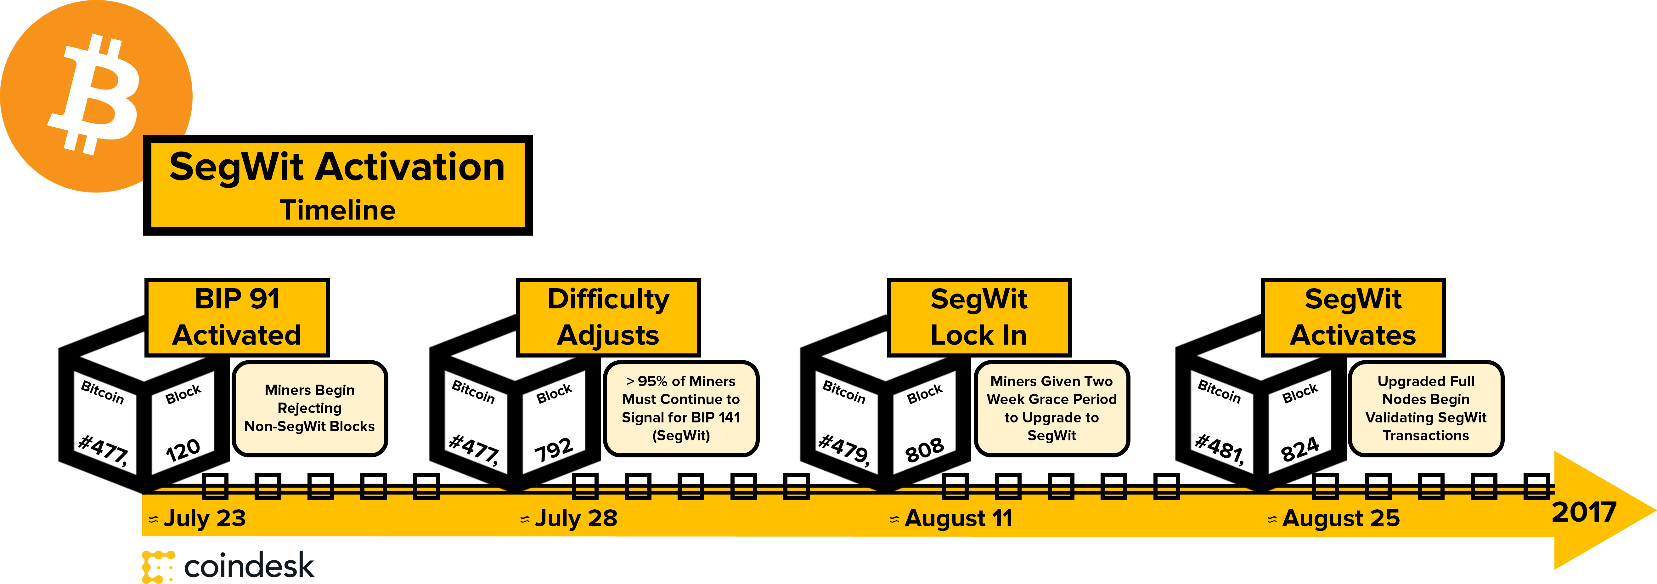 SegWit Activation
Timeline
BIP 91
Activated
Bitcoin Block
#477, 120
Miners Begin
Rejecting
Non-SegWit Blocks
≈ July 23
Difficulty
Adjusts
Bitcoin Block
#477, 792
> 95% of Miners
Must Continue to
Signal for BIP 141
(SegWit)
≈ July 28
SegWit
Lock In
Bitcoin Block
#479, 808
Miners Given Two
Week Grace Period
to Upgrade to
SegWit
≈ August 11
SegWit
Activates
Bitcoin Block
#481, 824
Upgraded Full
Nodes Begin
Validating SegWit
Transactions
≈ August 25
2017
coindesk